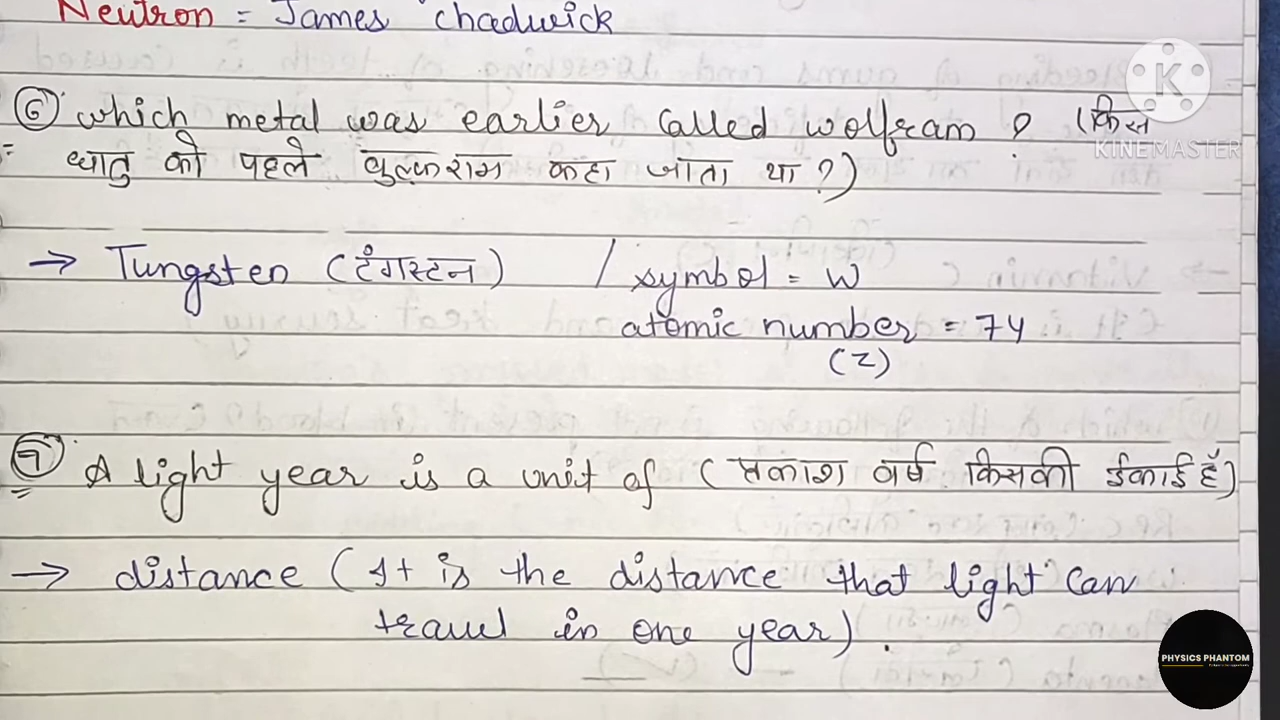 Neutron = James chadwick
⑥ which metal was earlier called wolfram ? (किस
धातु को पहले वुल्फराम कहा जाता था ?)
→ Tungsten (टंगस्टन) / symbol = W
atomic number = 74
(Z)
⑦ A light year is a unit of (प्रकाश वर्ष किसकी ईकाई हैं)
→ distance (It is the distance that light can
travel in one year).
K
KINEMASTER
PHYSICS PHANTOM